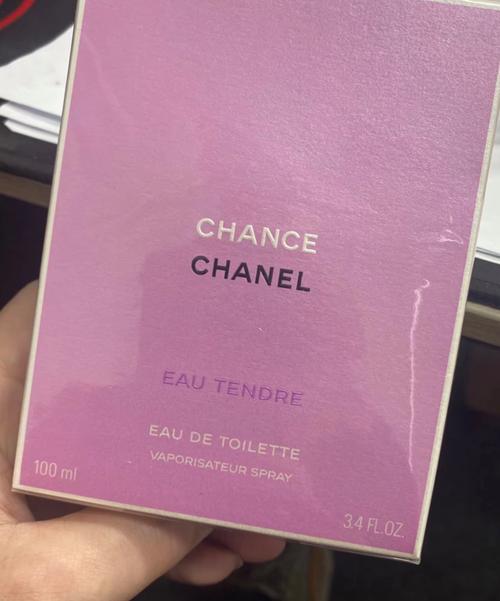 CHANCE
CHANEL
EAU TENDRE
EAU DE TOILETTE
VAPORISATEUR SPRAY
100 ml
3.4 FL.OZ.